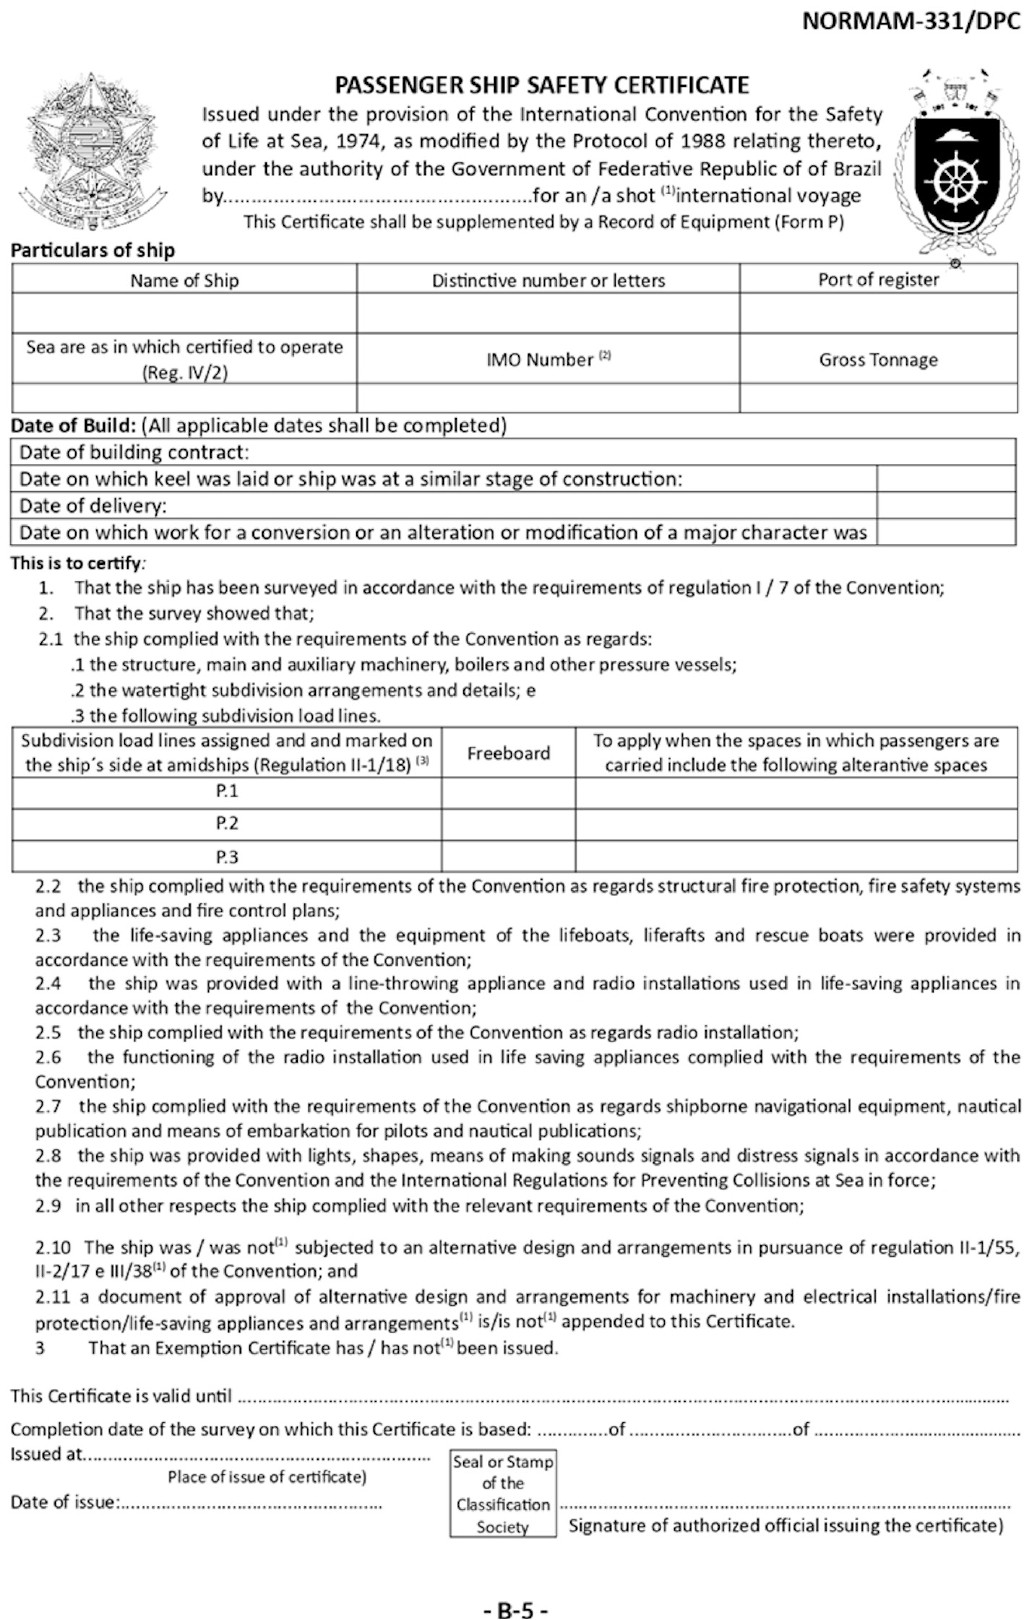 NORMAM-331/DPC
PASSENGER SHIP SAFETY CERTIFICATE
Issued under the provision of the International Convention for the Safety
of Life at Sea, 1974, as modified by the Protocol of 1988 relating thereto,
under the authority of the Government of Federative Republic of of Brazil
by.......................................................for an /a shot (1)international voyage
This Certificate shall be supplemented by a Record of Equipment (Form P)
Particulars of ship
Name of Ship Distinctive number or letters Port of register
Sea are as in which certified to operate
(Reg. IV/2) IMO Number (2) Gross Tonnage
Date of Build: (All applicable dates shall be completed)
Date of building contract:
Date on which keel was laid or ship was at a similar stage of construction:
Date of delivery:
Date on which work for a conversion or an alteration or modification of a major character was
This is to certify:
1. That the ship has been surveyed in accordance with the requirements of regulation I / 7 of the Convention;
2. That the survey showed that;
2.1 the ship complied with the requirements of the Convention as regards:
.1 the structure, main and auxiliary machinery, boilers and other pressure vessels;
.2 the watertight subdivision arrangements and details; e
.3 the following subdivision load lines.
Subdivision load lines assigned and and marked on
the ship´s side at amidships (Regulation II-1/18) (3)
Freeboard
To apply when the spaces in which passengers are
carried include the following alterantive spaces
P.1
P.2
P.3
2.2 the ship complied with the requirements of the Convention as regards structural fire protection, fire safety systems
and appliances and fire control plans;
2.3 the life-saving appliances and the equipment of the lifeboats, liferafts and rescue boats were provided in
accordance with the requirements of the Convention;
2.4 the ship was provided with a line-throwing appliance and radio installations used in life-saving appliances in
accordance with the requirements of the Convention;
2.5 the ship complied with the requirements of the Convention as regards radio installation;
2.6 the functioning of the radio installation used in life saving appliances complied with the requirements of the
Convention;
2.7 the ship complied with the requirements of the Convention as regards shipborne navigational equipment, nautical
publication and means of embarkation for pilots and nautical publications;
2.8 the ship was provided with lights, shapes, means of making sounds signals and distress signals in accordance with
the requirements of the Convention and the International Regulations for Preventing Collisions at Sea in force;
2.9 in all other respects the ship complied with the relevant requirements of the Convention;
2.10 The ship was / was not(1) subjected to an alternative design and arrangements in pursuance of regulation II-1/55,
II-2/17 e III/38(1) of the Convention; and
2.11 a document of approval of alternative design and arrangements for machinery and electrical installations/fire
protection/life-saving appliances and arrangements(1) is/is not(1) appended to this Certificate.
3 That an Exemption Certificate has / has not(1) been issued.
This Certificate is valid until ........................................................................................................................................
Completion date of the survey on which this Certificate is based: .............of .............................of ......................................
Issued at..............................................................
Place of issue of certificate)
Date of issue:...............................................
Seal or Stamp
of the
Classification
Society
................................................................................
Signature of authorized official issuing the certificate)
- B-5 -